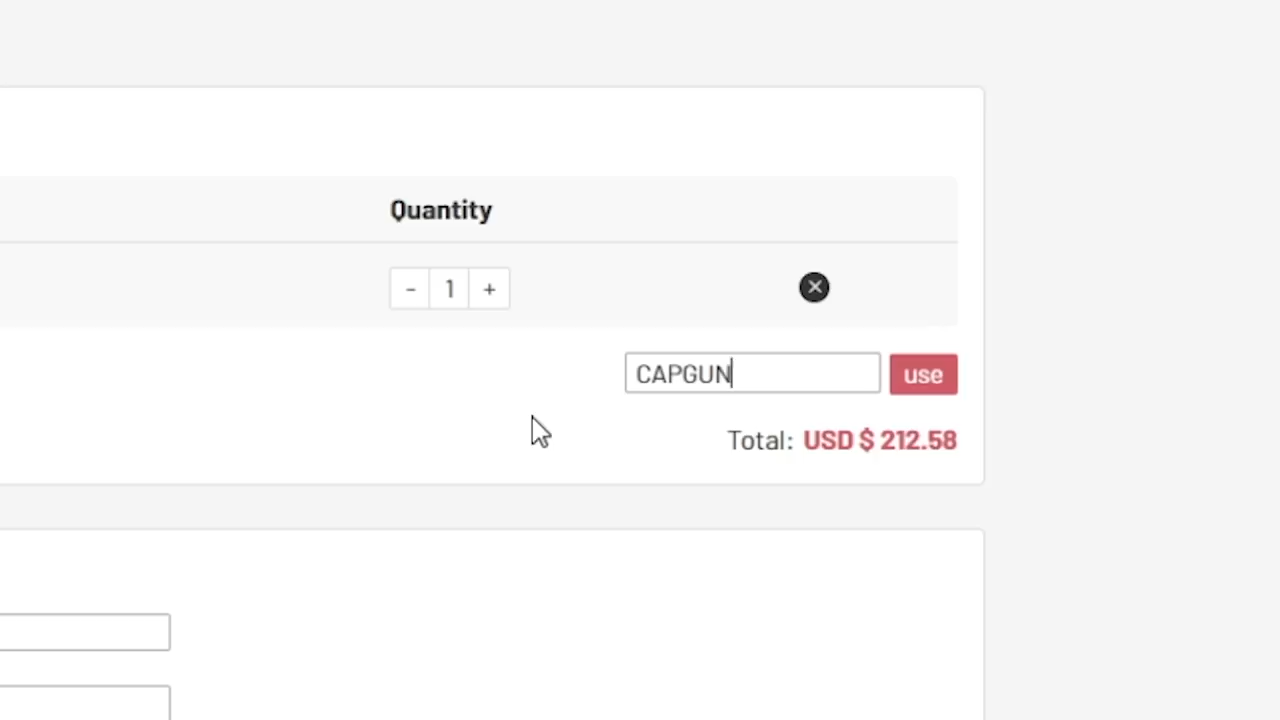 Quantity
- 1 +
CAPGUN use
Total: USD $ 212.58